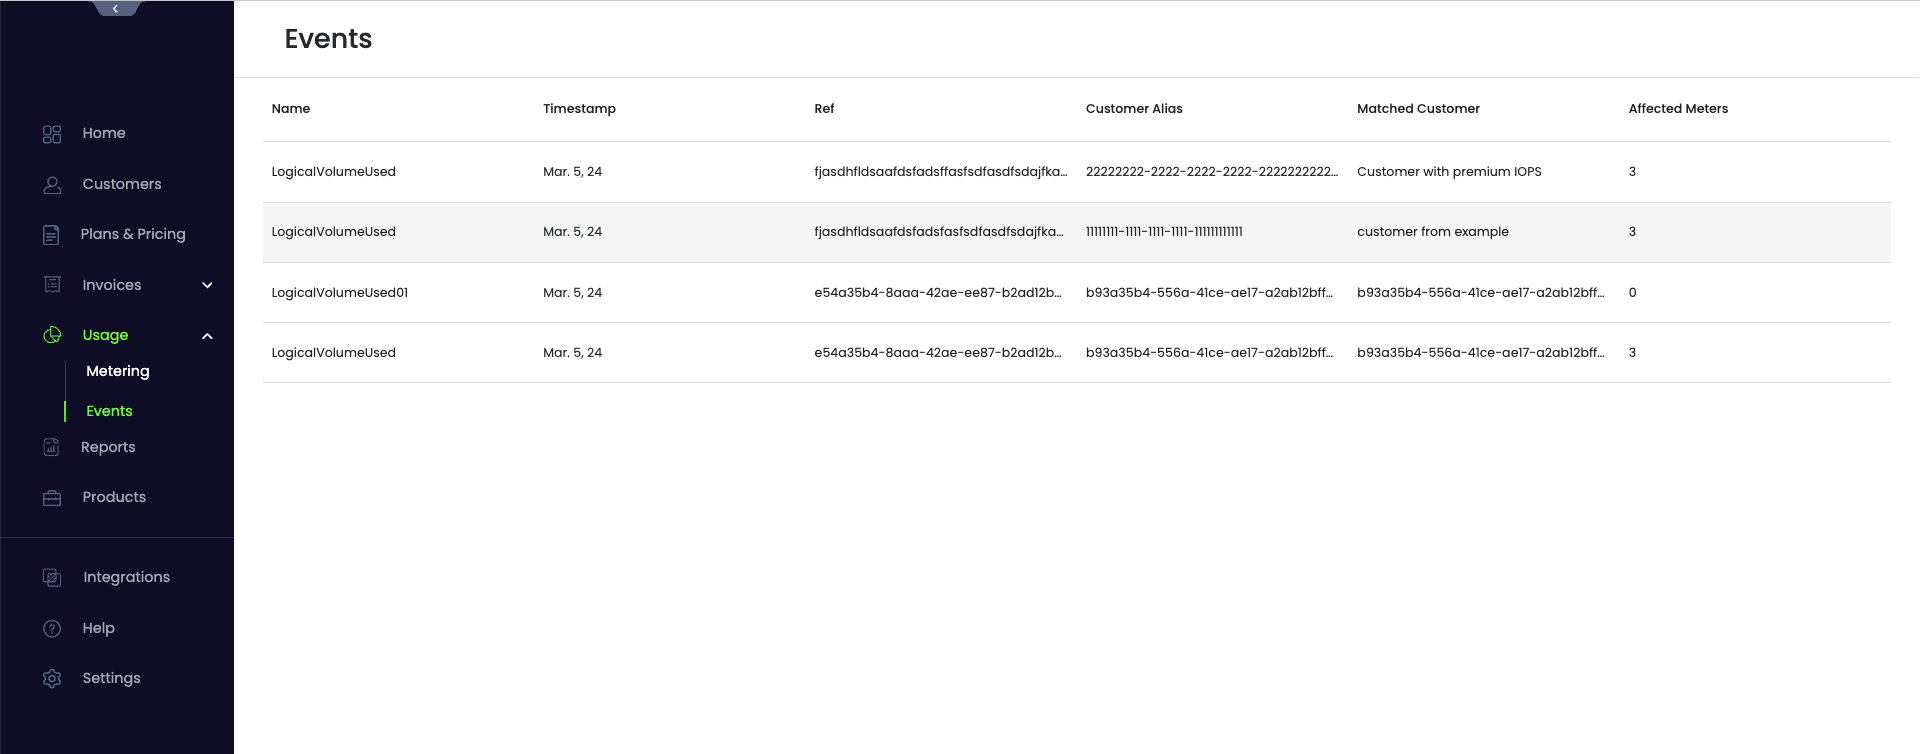 Events
Home
Customers
Plans & Pricing
Invoices
Usage
Metering
Events
Reports
Products
Integrations
Help
Settings
Name Timestamp Ref Customer Alias Matched Customer Affected Meters
LogicalVolumeUsed Mar. 5, 24 fjasdhfldsaafdsfadsffasfsdfasdfsdajfka... 22222222-2222-2222-2222-2222222222... Customer with premium IOPS 3
LogicalVolumeUsed Mar. 5, 24 fjasdhfldsaafdsfadsfasfsdfasdfsdajfka... 11111111-1111-1111-1111-111111111111 customer from example 3
LogicalVolumeUsed01 Mar. 5, 24 e54a35b4-8aaa-42ae-ee87-b2ad12b... b93a35b4-556a-41ce-ae17-a2ab12bff... b93a35b4-556a-41ce-ae17-a2ab12bff... 0
LogicalVolumeUsed Mar. 5, 24 e54a35b4-8aaa-42ae-ee87-b2ad12b... b93a35b4-556a-41ce-ae17-a2ab12bff... b93a35b4-556a-41ce-ae17-a2ab12bff... 3